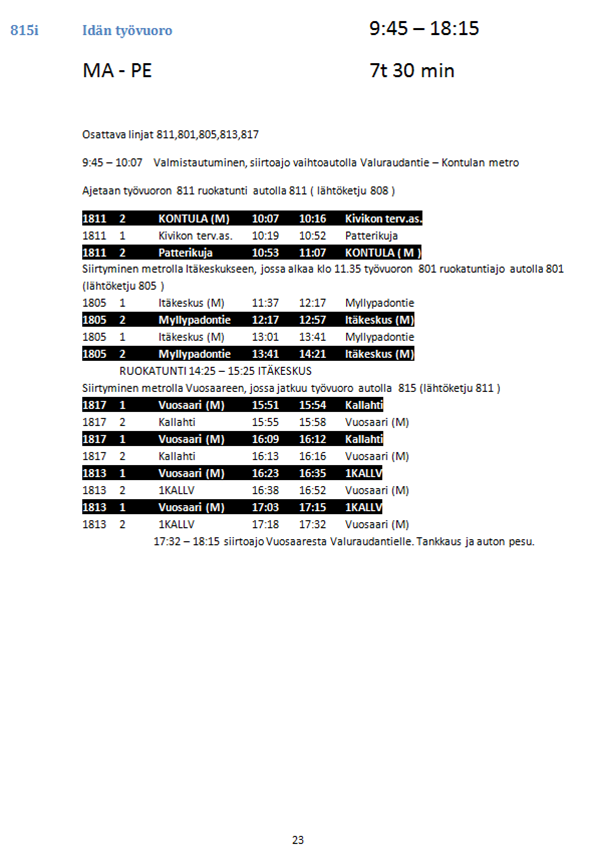 815i Idän työvuoro 9:45 – 18:15
MA - PE 7t 30 min
Osattava linjat 811,801,805,813,817
9:45 – 10:07 Valmistautuminen, siirtoajo vaihtoautolla Valuraudantie – Kontulan metro
Ajetaan työvuoron 811 ruokatunti autolla 811 ( lähtöketju 808 )
1811 2 KONTULA (M) 10:07 10:16 Kivikon terv.as.
1811 1 Kivikon terv.as. 10:19 10:52 Patterikuja
1811 2 Patterikuja 10:53 11:07 KONTULA ( M )
Siirtyminen metrolla Itäkeskukseen, jossa alkaa klo 11.35 työvuoron 801 ruokatuntiajo autolla 801
(lähtöketju 805 )
1805 1 Itäkeskus (M) 11:37 12:17 Myllypadontie
1805 2 Myllypadontie 12:17 12:57 Itäkeskus (M)
1805 1 Itäkeskus (M) 13:01 13:41 Myllypadontie
1805 2 Myllypadontie 13:41 14:21 Itäkeskus (M)
RUOKATUNTI 14:25 – 15:25 ITÄKESKUS
Siirtyminen metrolla Vuosaareen, jossa jatkuu työvuoro autolla 815 (lähtöketju 811 )
1817 1 Vuosaari (M) 15:51 15:54 Kallahti
1817 2 Kallahti 15:55 15:58 Vuosaari (M)
1817 1 Vuosaari (M) 16:09 16:12 Kallahti
1817 2 Kallahti 16:13 16:16 Vuosaari (M)
1813 1 Vuosaari (M) 16:23 16:35 1KALLV
1813 2 1KALLV 16:38 16:52 Vuosaari (M)
1813 1 Vuosaari (M) 17:03 17:15 1KALLV
1813 2 1KALLV 17:18 17:32 Vuosaari (M)
17:32 – 18:15 siirtoajo Vuosaaresta Valuraudantielle. Tankkaus ja auton pesu.
23